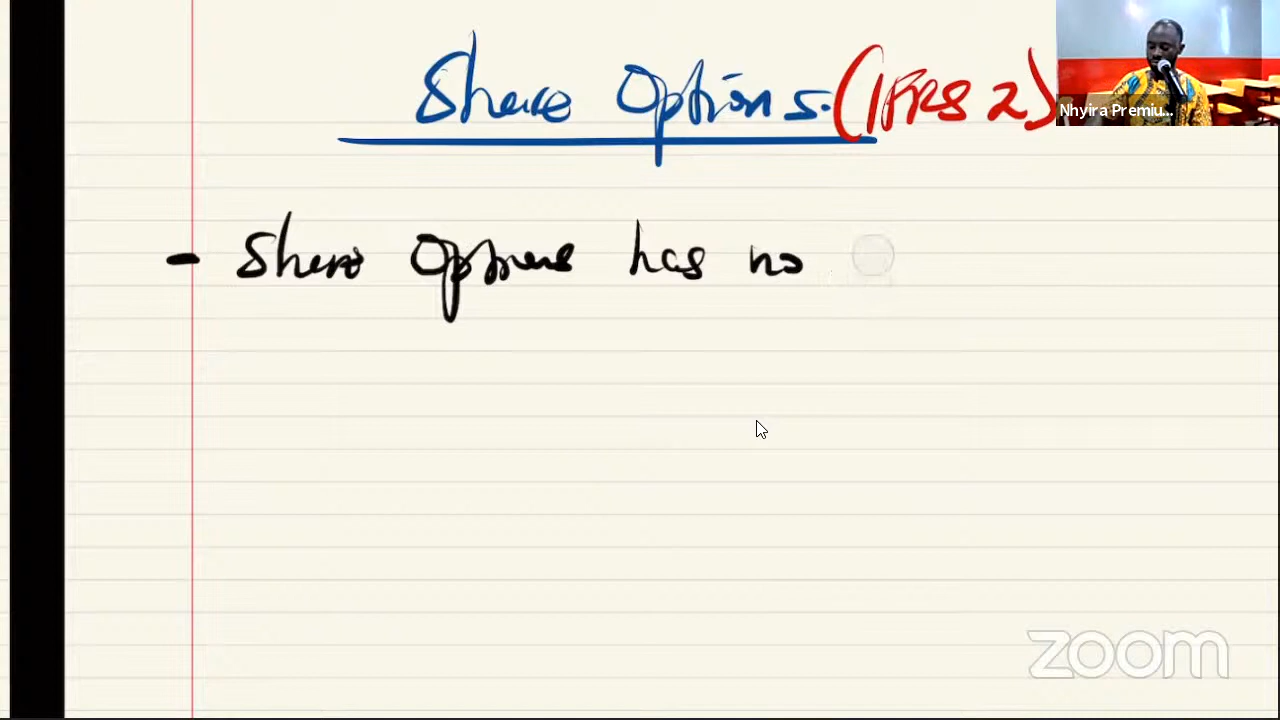 Share Options. (IFRS 2)
Nhyira Premiu...
- Share Options has no
zoom